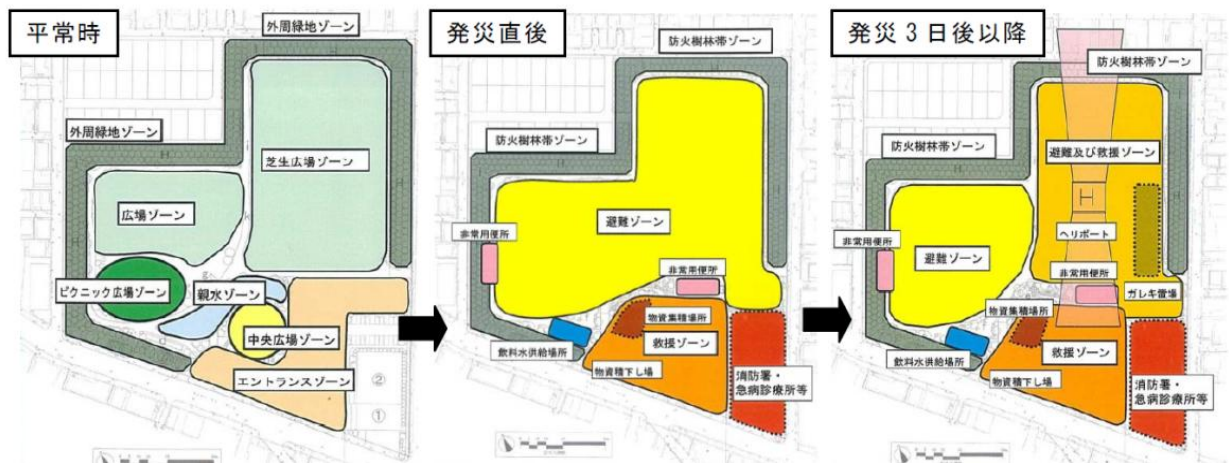 平常時
外周緑地ゾーン
外周緑地ゾーン
芝生広場ゾーン
広場ゾーン
ピクニック広場ゾーン
親水ゾーン
中央広場ゾーン
エントランスゾーン
②
①
発災直後
防火樹林帯ゾーン
防火樹林帯ゾーン
避難ゾーン
非常用便所
非常用便所
物資集積場所
救援ゾーン
飲料水供給場所
物資積下し場
消防署・
急病診療所等
発災3日後以降
防火樹林帯ゾーン
防火樹林帯ゾーン
避難及び救援ゾーン
H
ヘリポート
非常用便所
避難ゾーン
非常用便所
ガレキ置場
物資集積場所
救援ゾーン
飲料水供給場所
物資積下し場
消防署・
急病診療所等